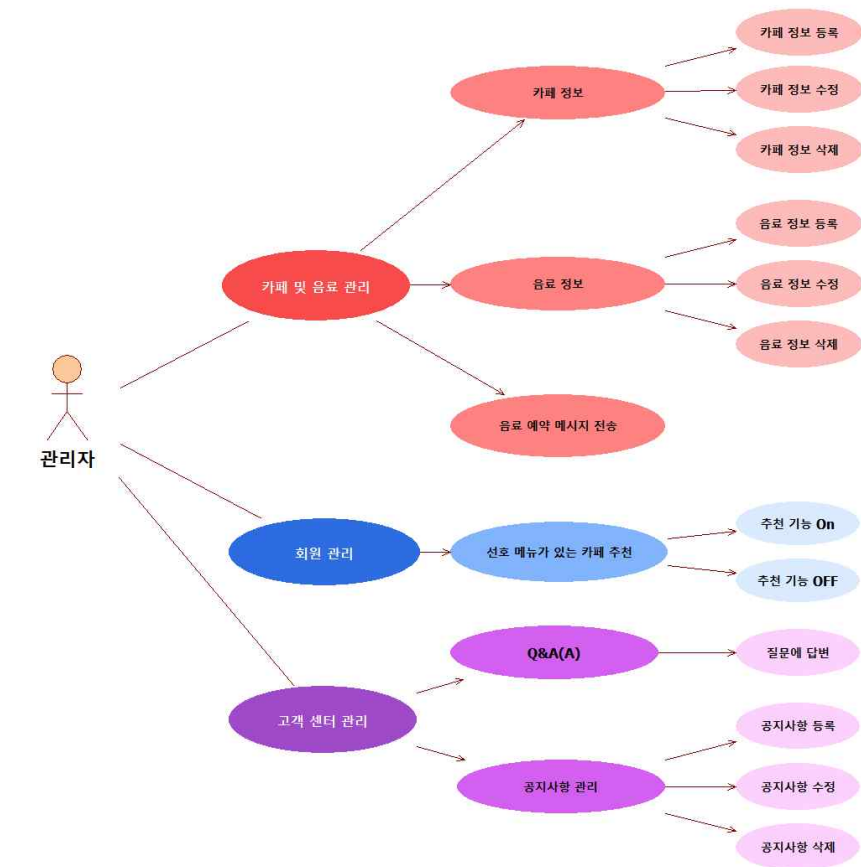 카페 정보 등록
카페 정보
카페 정보 수정
카페 정보 삭제
음료 정보 등록
카페 및 음료 관리
음료 정보
음료 정보 수정
음료 정보 삭제
음료 예약 메시지 전송
관리자
추천 기능 On
회원 관리
선호 메뉴가 있는 카페 추천
추천 기능 OFF
Q&A(A)
질문에 답변
고객 센터 관리
공지사항 등록
공지사항 관리
공지사항 수정
공지사항 삭제